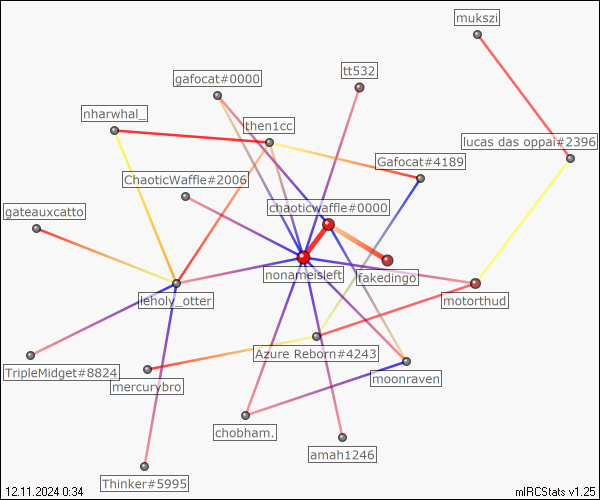 mukszi
tt532
gafocat#0000
nharwhal_
then1cc
lucas das oppai#2396
Gafocat#4189
ChaoticWaffle#2006
chaoticwaffle#0000
gateauxcatto
nonameisleft
fakedingo
leholy_otter
motorthud
Azure Reborn#4243
TripleMidget#8824
moonraven
mercurybro
chobham.
amah1246
Thinker#5995
12.11.2024 0:34
mIRCStats v1.25